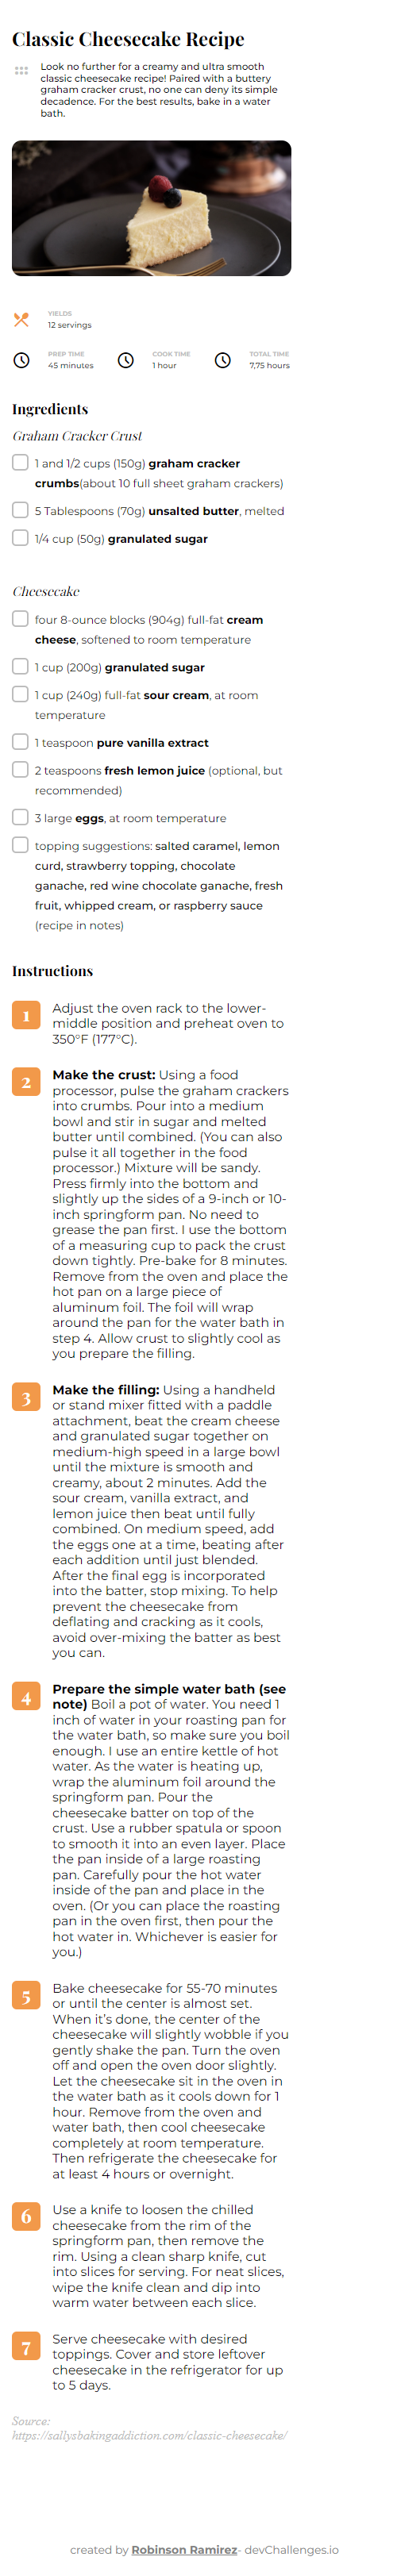 Classic Cheesecake Recipe
Look no further for a creamy and ultra smooth
classic cheesecake recipe! Paired with a buttery
graham cracker crust, no one can deny its simple
decadence. For the best results, bake in a water
bath.
YIELDS
12 servings
PREP TIME
45 minutes
COOK TIME
1 hour
TOTAL TIME
7,75 hours
Ingredients
Graham Cracker Crust
1 and 1/2 cups (150g) graham cracker
crumbs(about 10 full sheet graham crackers)
5 Tablespoons (70g) unsalted butter, melted
1/4 cup (50g) granulated sugar
Cheesecake
four 8-ounce blocks (904g) full-fat cream
cheese, softened to room temperature
1 cup (200g) granulated sugar
1 cup (240g) full-fat sour cream, at room
temperature
1 teaspoon pure vanilla extract
2 teaspoons fresh lemon juice (optional, but
recommended)
3 large eggs, at room temperature
topping suggestions: salted caramel, lemon
curd, strawberry topping, chocolate
ganache, red wine chocolate ganache, fresh
fruit, whipped cream, or raspberry sauce
(recipe in notes)
Instructions
1
Adjust the oven rack to the lower-
middle position and preheat oven to
350°F (177°C).
2
Make the crust: Using a food
processor, pulse the graham crackers
into crumbs. Pour into a medium
bowl and stir in sugar and melted
butter until combined. (You can also
pulse it all together in the food
processor.) Mixture will be sandy.
Press firmly into the bottom and
slightly up the sides of a 9-inch or 10-
inch springform pan. No need to
grease the pan first. I use the bottom
of a measuring cup to pack the crust
down tightly. Pre-bake for 8 minutes.
Remove from the oven and place the
hot pan on a large piece of
aluminum foil. The foil will wrap
around the pan for the water bath in
step 4. Allow crust to slightly cool as
you prepare the filling.
3
Make the filling: Using a handheld
or stand mixer fitted with a paddle
attachment, beat the cream cheese
and granulated sugar together on
medium-high speed in a large bowl
until the mixture is smooth and
creamy, about 2 minutes. Add the
sour cream, vanilla extract, and
lemon juice then beat until fully
combined. On medium speed, add
the eggs one at a time, beating after
each addition until just blended.
After the final egg is incorporated
into the batter, stop mixing. To help
prevent the cheesecake from
deflating and cracking as it cools,
avoid over-mixing the batter as best
you can.
4
Prepare the simple water bath (see
note) Boil a pot of water. You need 1
inch of water in your roasting pan for
the water bath, so make sure you boil
enough. I use an entire kettle of hot
water. As the water is heating up,
wrap the aluminum foil around the
springform pan. Pour the
cheesecake batter on top of the
crust. Use a rubber spatula or spoon
to smooth it into an even layer. Place
the pan inside of a large roasting
pan. Carefully pour the hot water
inside of the pan and place in the
oven. (Or you can place the roasting
pan in the oven first, then pour the
hot water in. Whichever is easier for
you.)
5
Bake cheesecake for 55-70 minutes
or until the center is almost set.
When it's done, the center of the
cheesecake will slightly wobble if you
gently shake the pan. Turn the oven
off and open the oven door slightly.
Let the cheesecake sit in the oven in
the water bath as it cools down for 1
hour. Remove from the oven and
water bath, then cool cheesecake
completely at room temperature.
Then refrigerate the cheesecake for
at least 4 hours or overnight.
6
Use a knife to loosen the chilled
cheesecake from the rim of the
springform pan, then remove the
rim. Using a clean sharp knife, cut
into slices for serving. For neat slices,
wipe the knife clean and dip into
warm water between each slice.
7
Serve cheesecake with desired
toppings. Cover and store leftover
cheesecake in the refrigerator for up
to 5 days.
Source:
https://sallysbakingaddiction.com/classic-cheesecake/
created by Robinson Ramirez- devChallenges.io